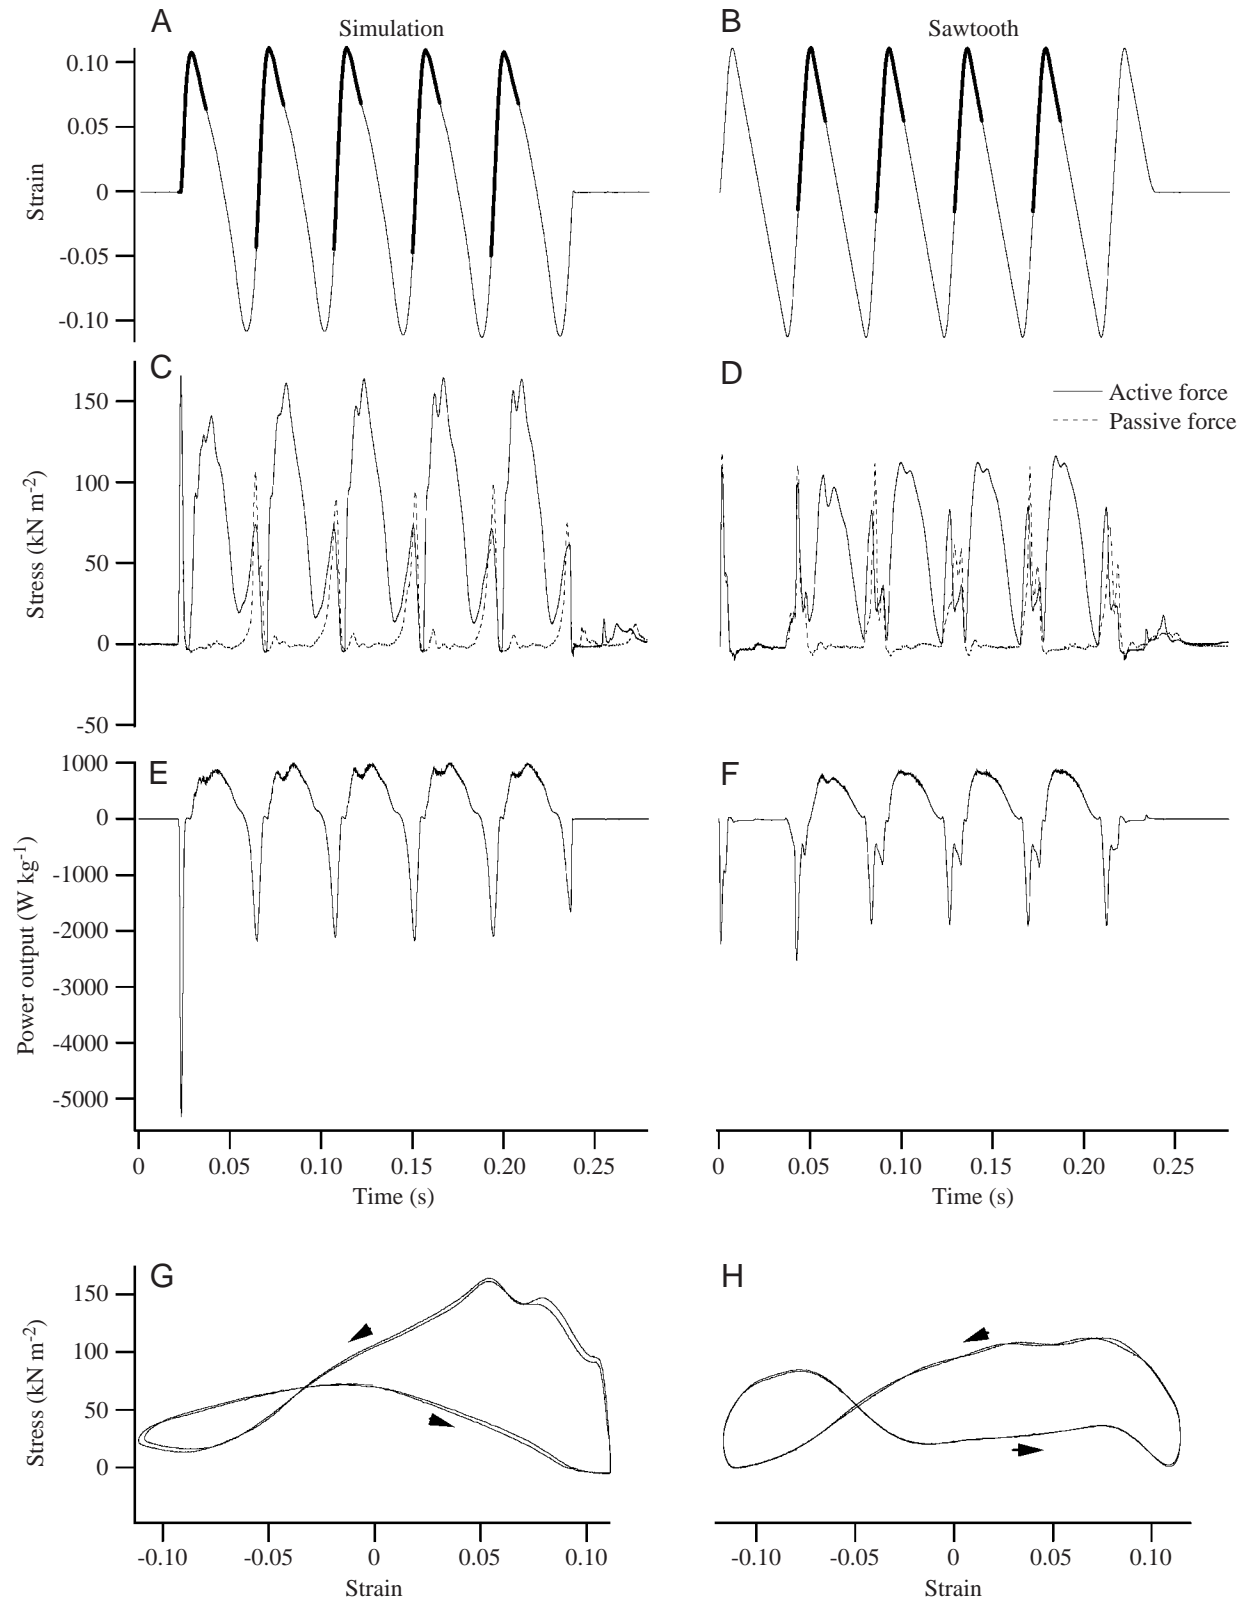 A
Simulation
B
Sawtooth
0.10
0.05
0
-0.05
-0.10
Strain
C
D
Active force
Passive force
150
100
50
0
-50
Stress (kN m-2)
E
F
1000
0
-1000
-2000
-3000
-4000
-5000
Power output (W kg-1)
0 0.05 0.10 0.15 0.20 0.25
Time (s)
0 0.05 0.10 0.15 0.20 0.25
Time (s)
G
H
150
100
50
0
Stress (kN m-2)
-0.10 -0.05 0 0.05 0.10
Strain
-0.10 -0.05 0 0.05 0.10
Strain